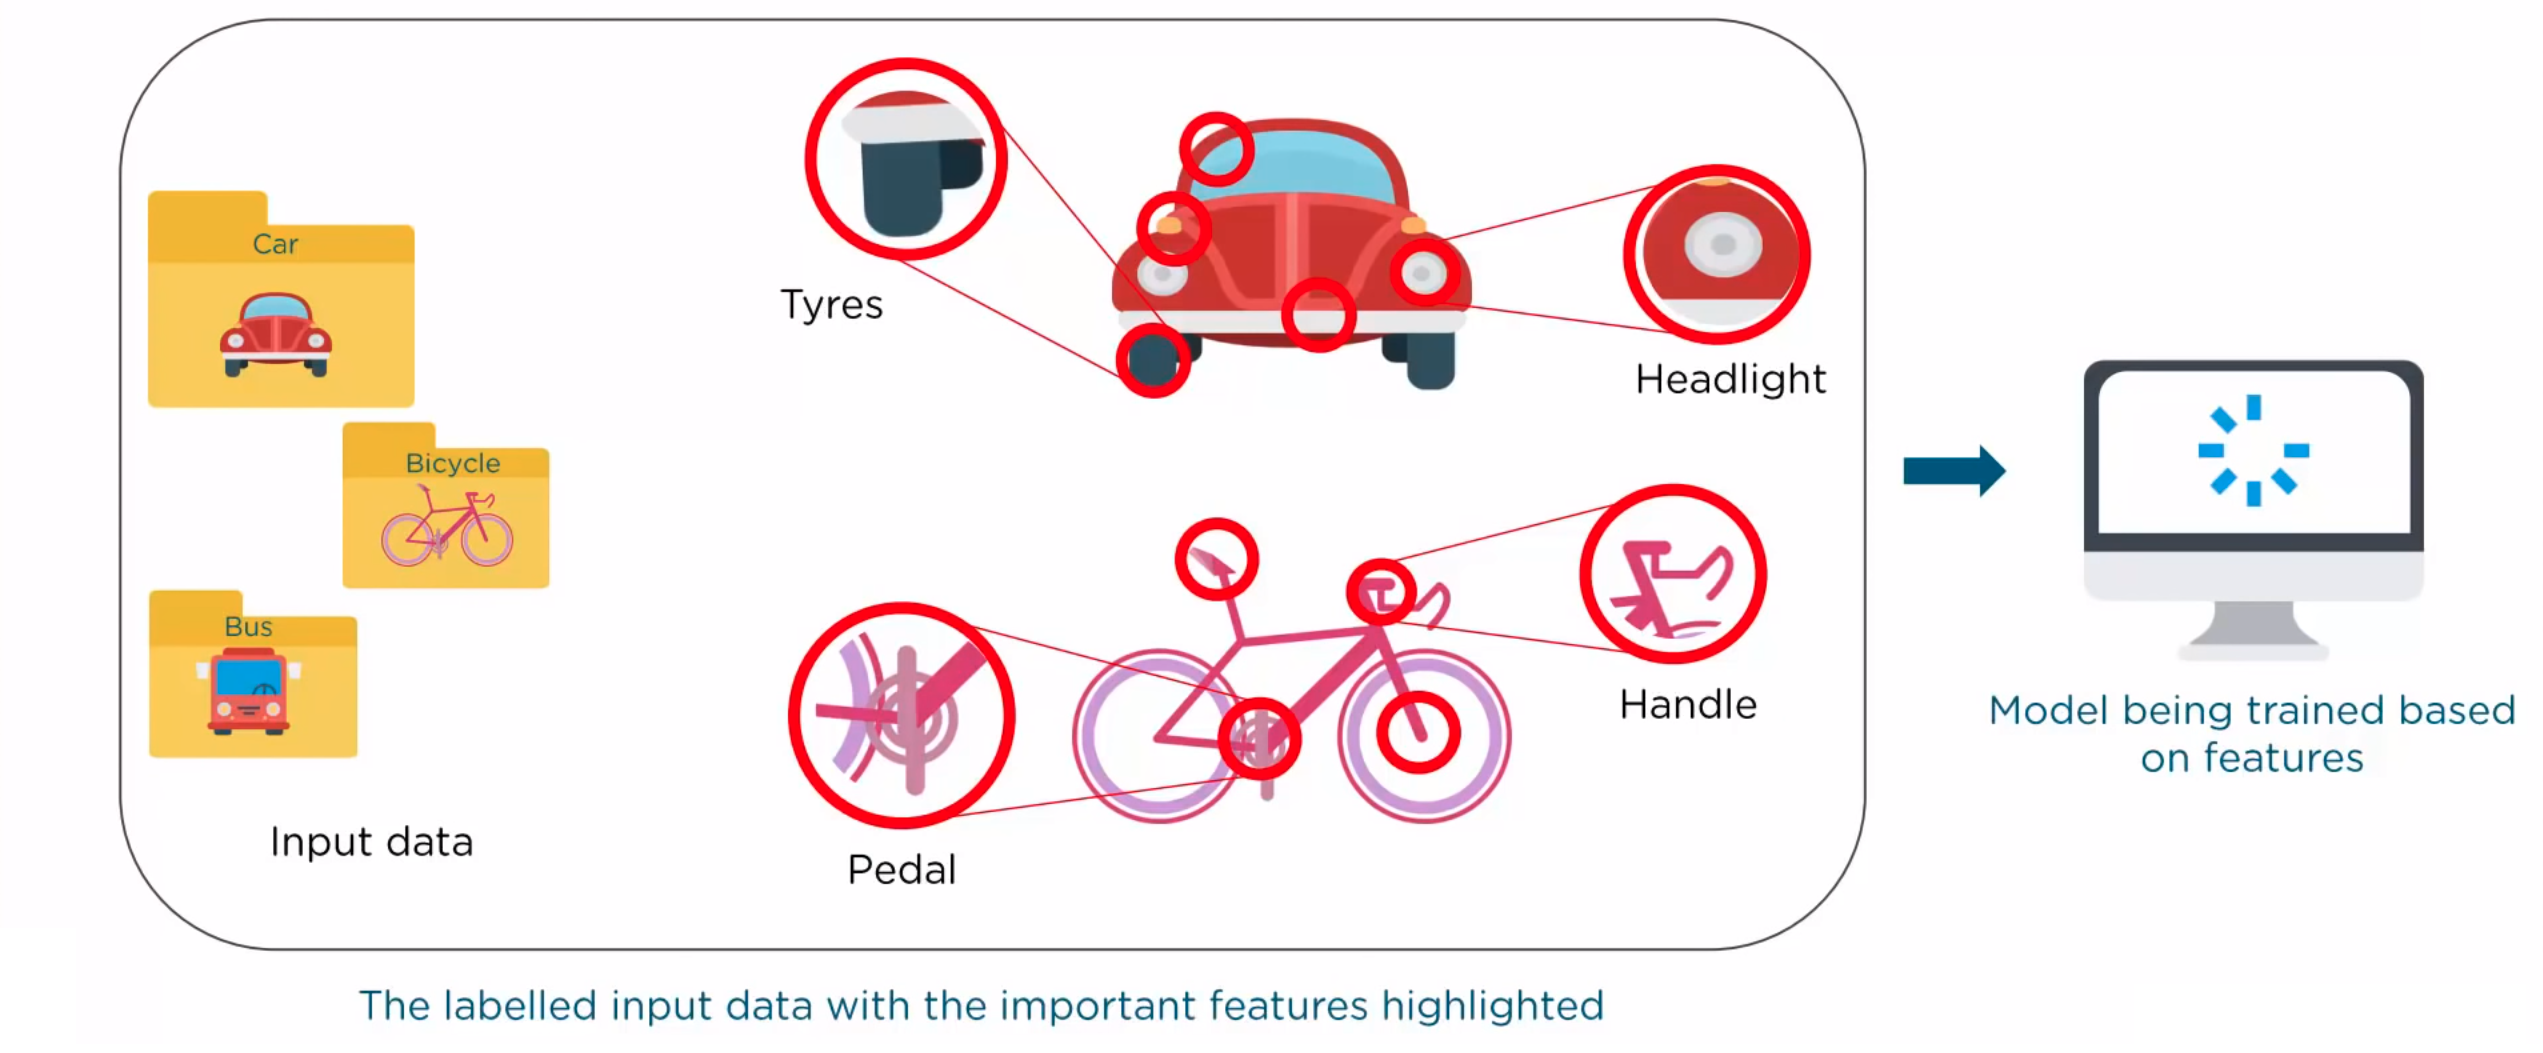 Car
Bicycle
Bus
Input data
Tyres
Headlight
Pedal
Handle
Model being trained based
on features
The labelled input data with the important features highlighted